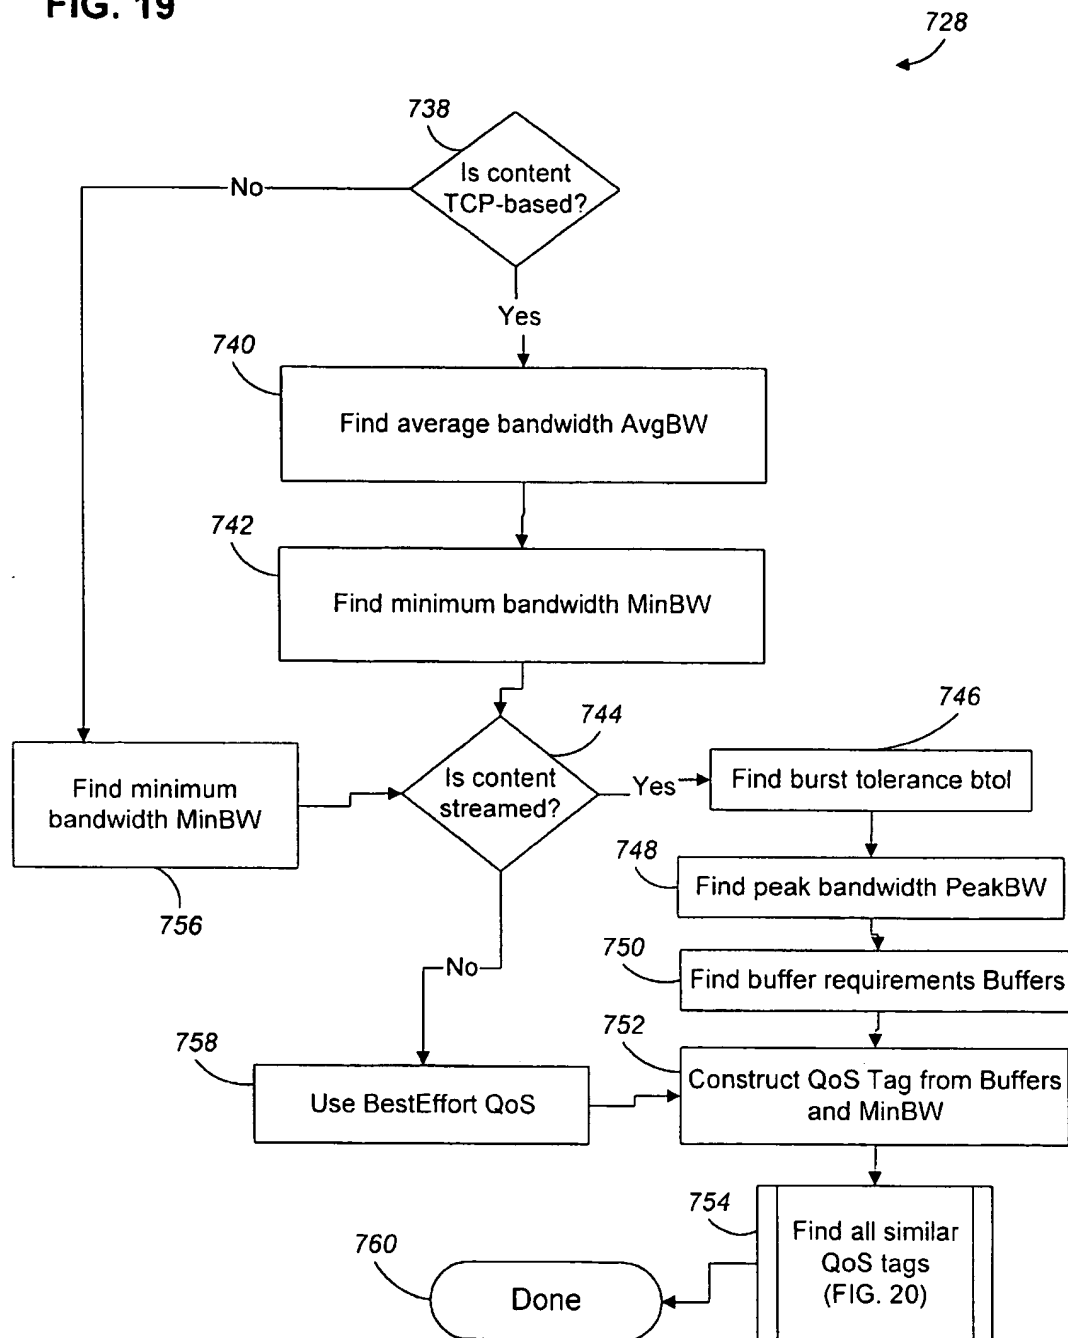 FIG. 19
728
738
Is content
TCP-based?
No
Yes
740
Find average bandwidth AvgBW
742
Find minimum bandwidth MinBW
744
746
Is content
streamed?
Yes
Find burst tolerance btol
Find minimum
bandwidth MinBW
756
748
Find peak bandwidth PeakBW
No
750
Find buffer requirements Buffers
758
Use BestEffort QoS
752
Construct QoS Tag from Buffers
and MinBW
754
Find all similar
QoS tags
(FIG. 20)
760
Done